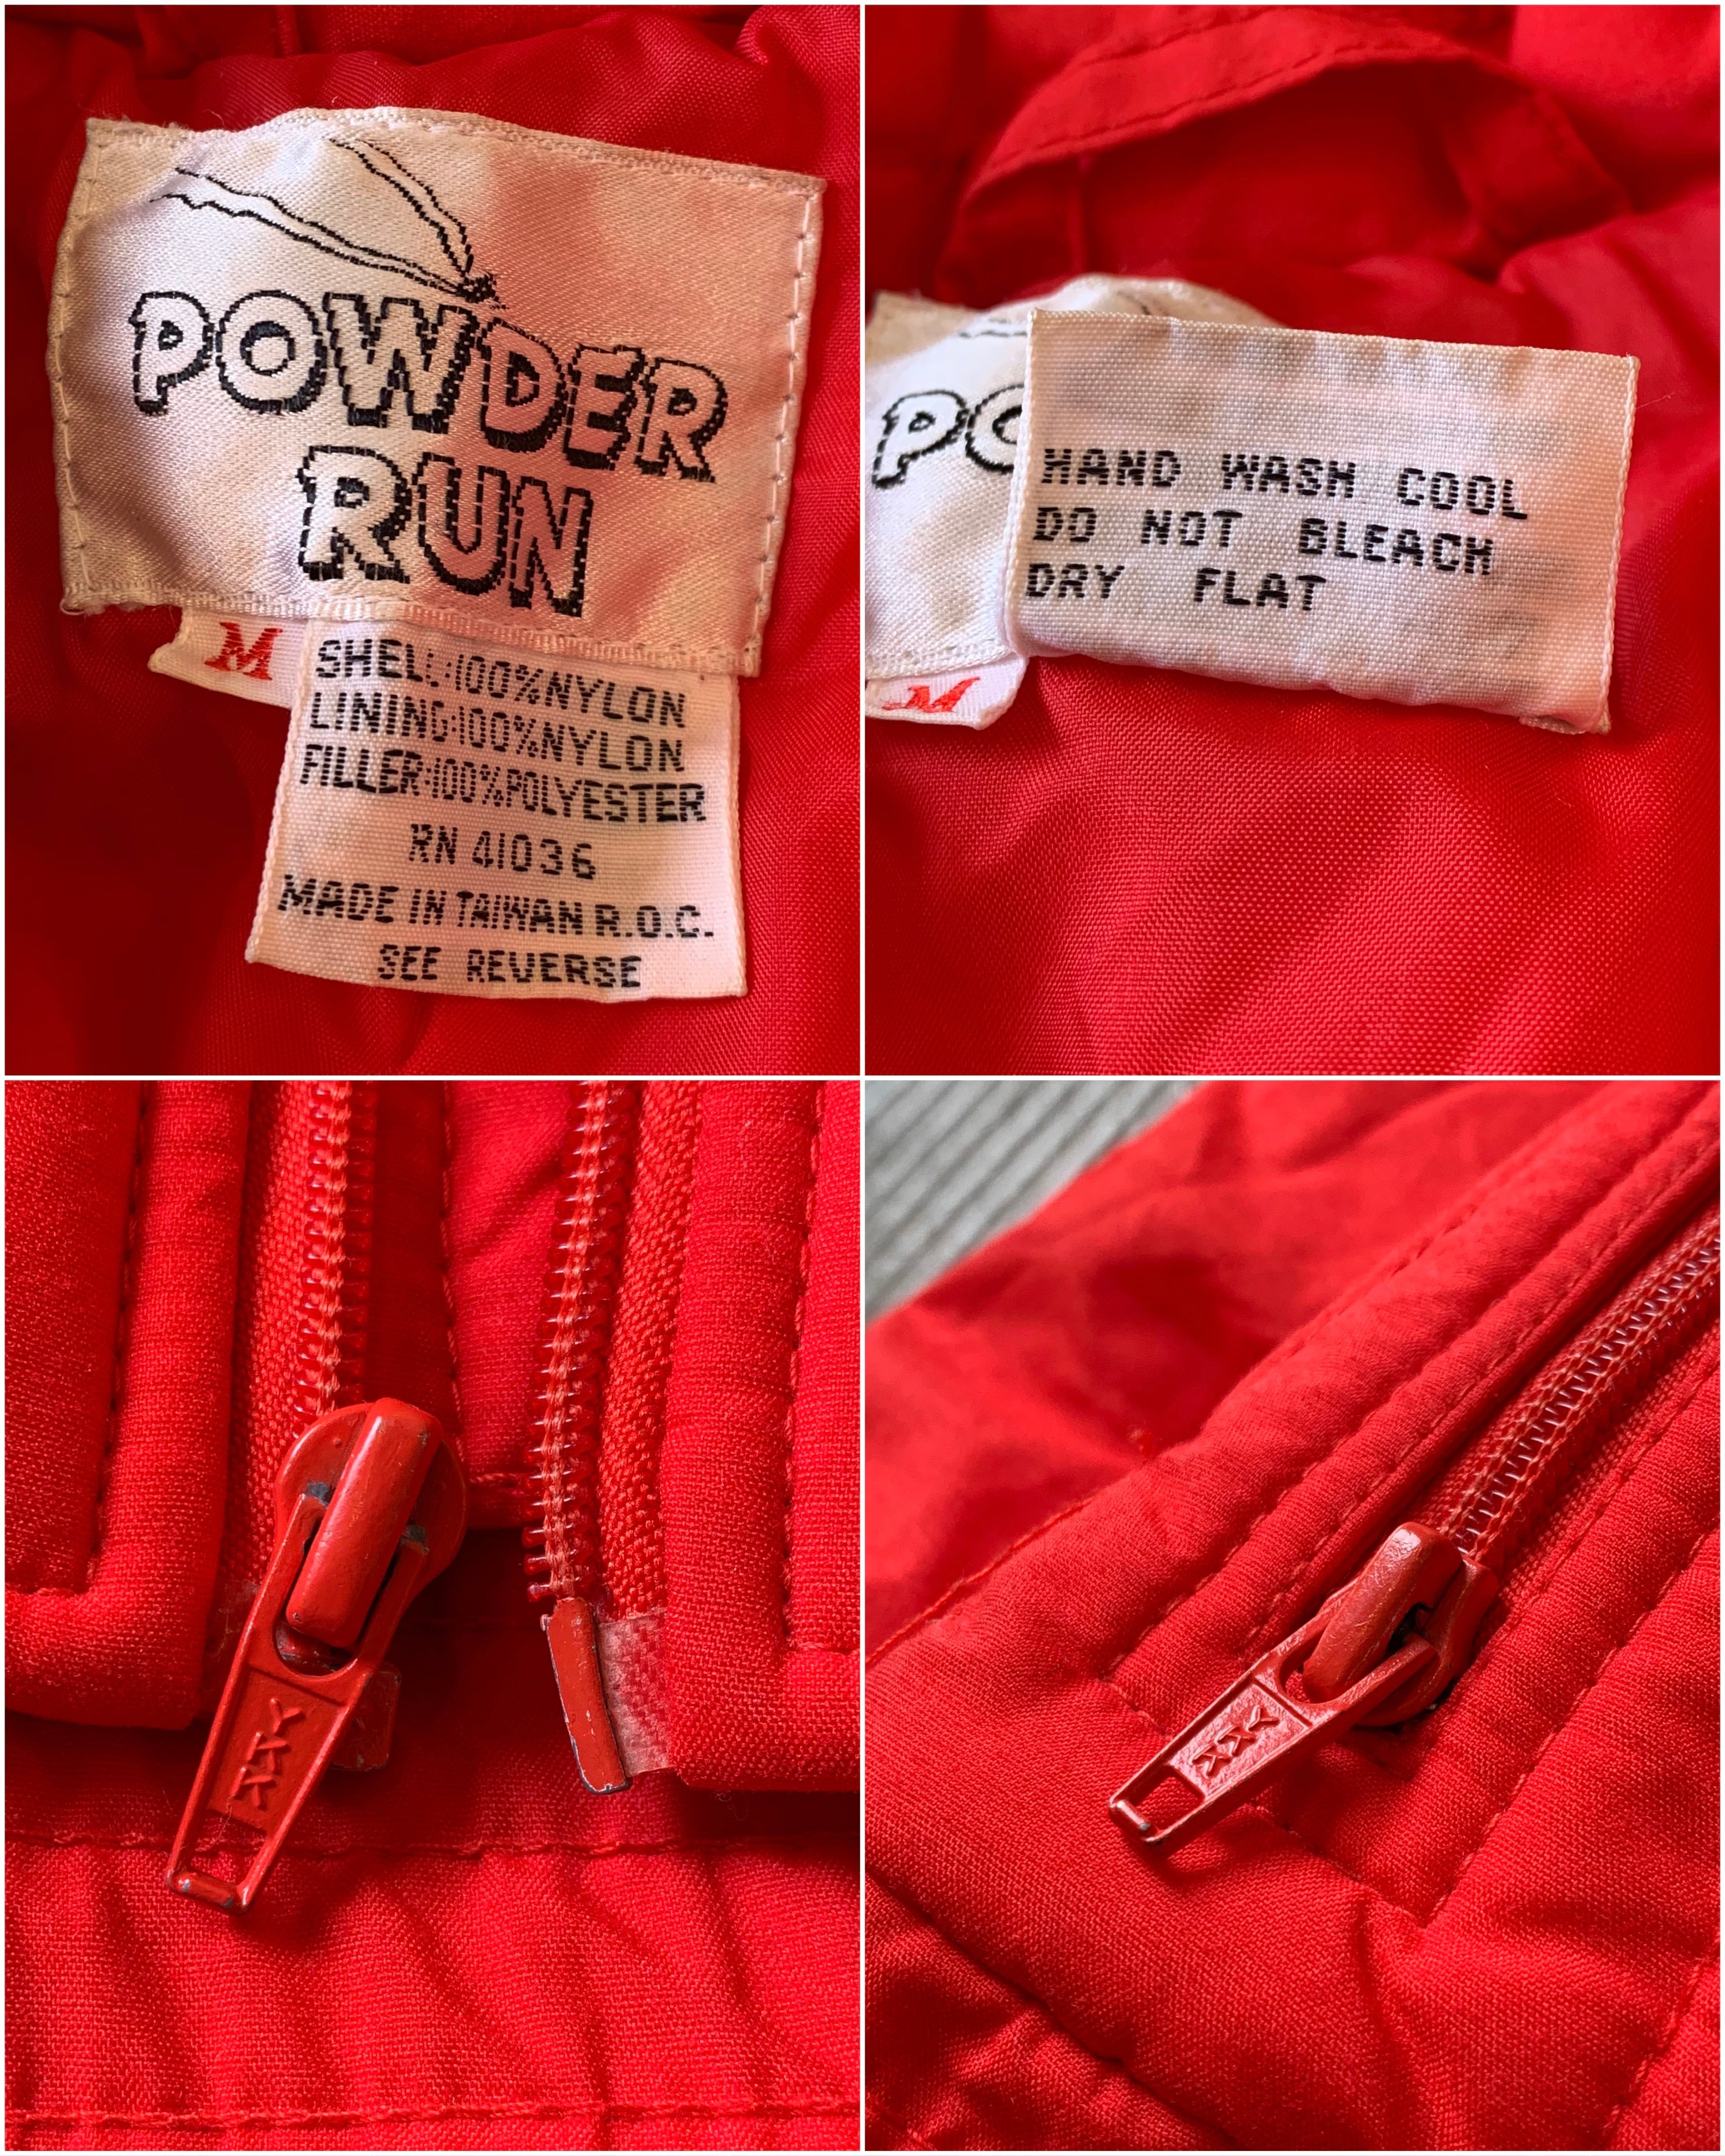 POWDER
RUN
M
SHELL:100%NYLON
LINING:100%NYLON
FILLER:100%POLYESTER
RN 41036
MADE IN TAIWAN R.O.C.
SEE REVERSE
PO
HAND WASH COOL
DO NOT BLEACH
DRY FLAT
M
YKK
YKK